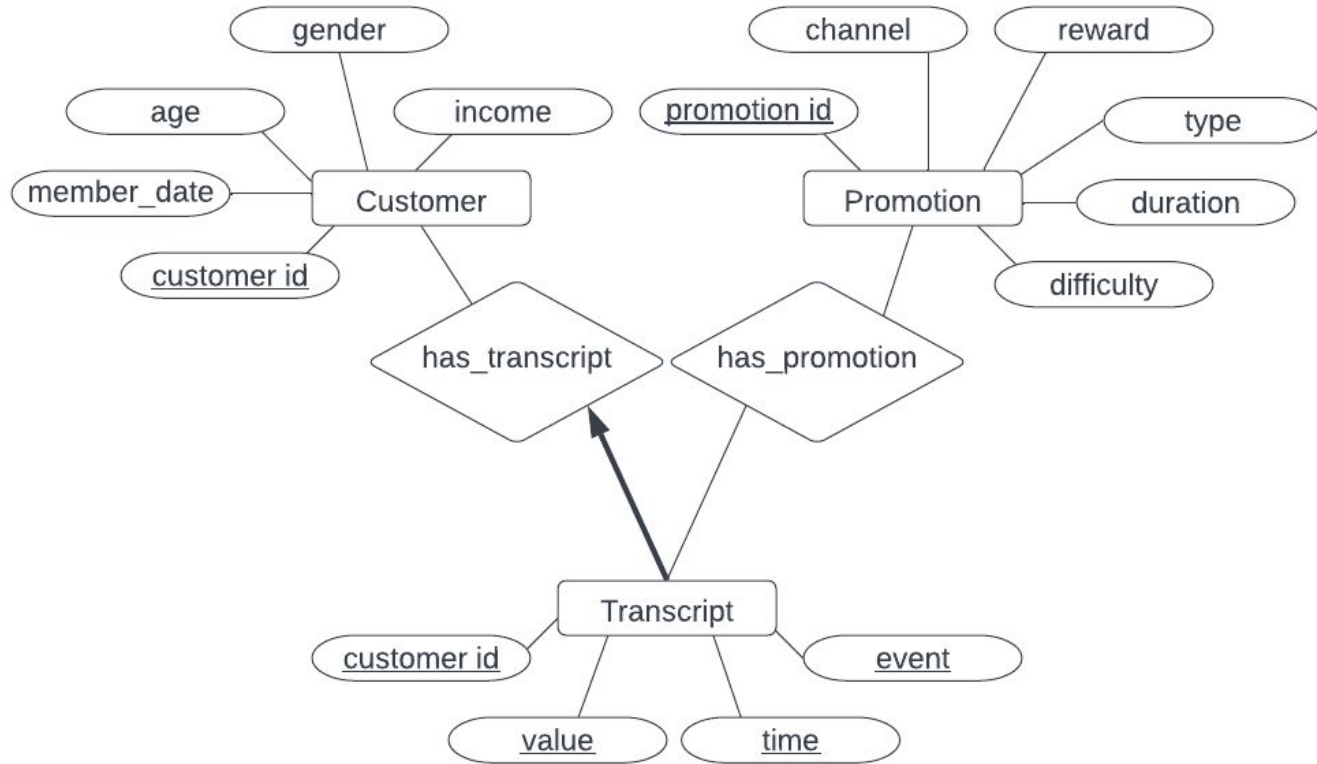 gender
channel
reward
age
income
promotion id
type
member_date
Customer
Promotion
duration
customer id
difficulty
has_transcript
has_promotion
Transcript
customer id
event
value
time